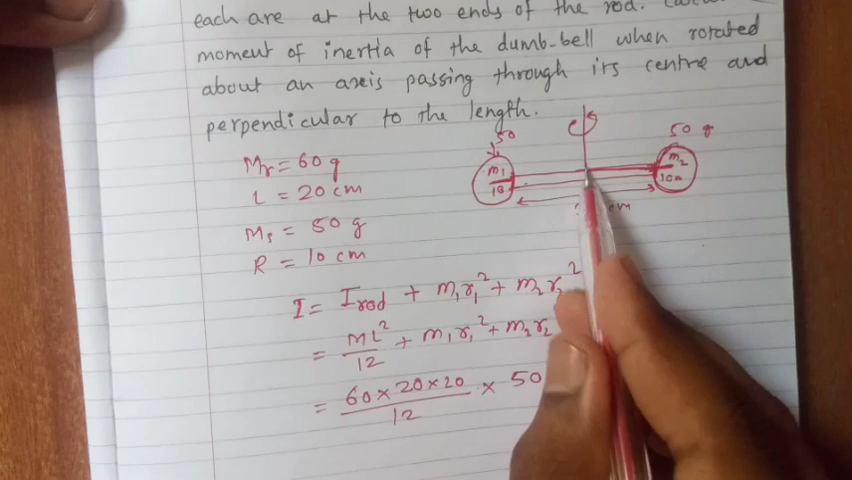 each are at the two ends of the rod.
moment of inertia of the dumb-bell when rotated
about an axis passing through its centre and
perpendicular to the length.
50
50 g
Mr = 60 g
m1
m2
10
10cm
l = 20 cm
cm
Ms = 50 g
R = 10 cm
I = Irod + m1r1² + m2r2²
= ML²/12 + m1r1² + m2r2
= 60×20×20/12 × 50